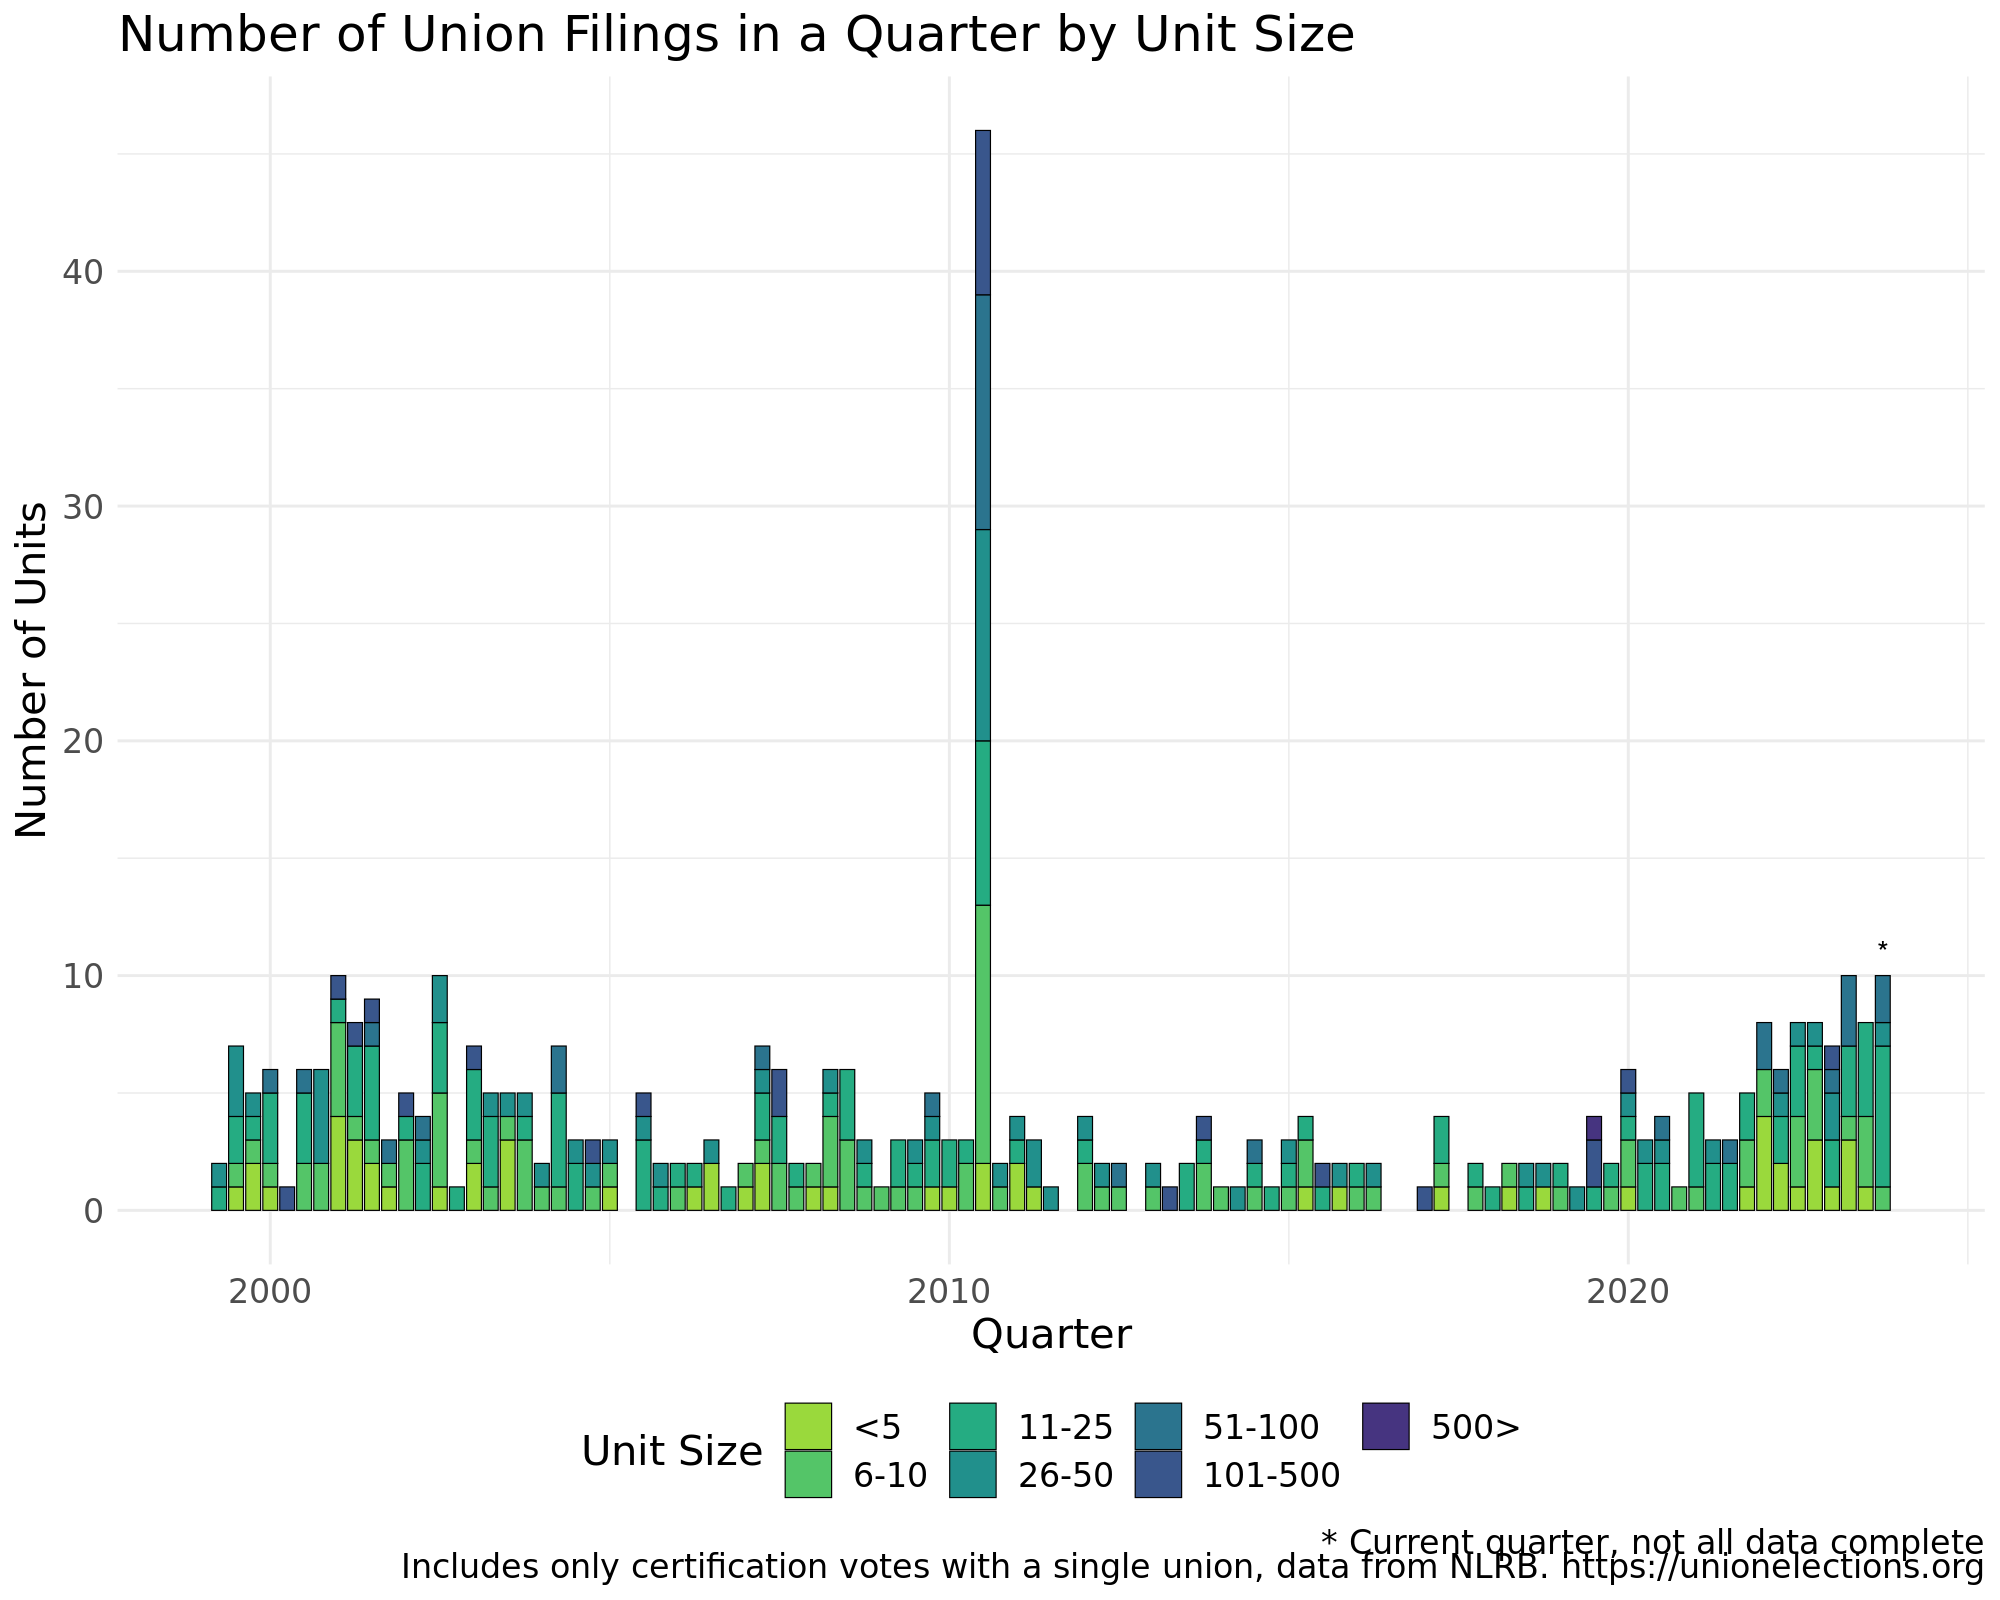 Number of Union Filings in a Quarter by Unit Size
Number of Units
40
30
20
10
0
*
2000 2010 2020
Quarter
Unit Size
<5 11-25 51-100 500>
6-10 26-50 101-500
* Current quarter, not all data complete
Includes only certification votes with a single union, data from NLRB. https://unionelections.org